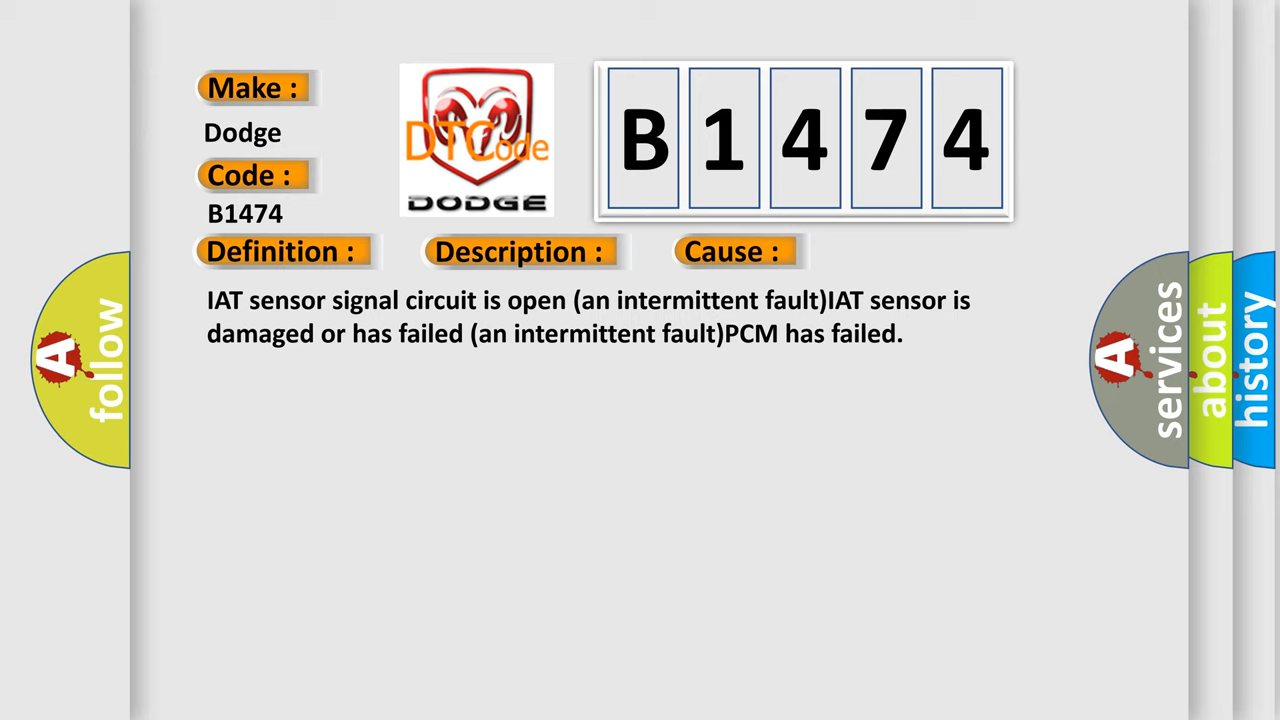 Make :
Dodge
Code :
B1474
DTCode
DODGE
B 1 4 7 4
Definition :
Description :
Cause :
IAT sensor signal circuit is open (an intermittent fault)IAT sensor is
damaged or has failed (an intermittent fault)PCM has failed.
A follow
A services
about
history